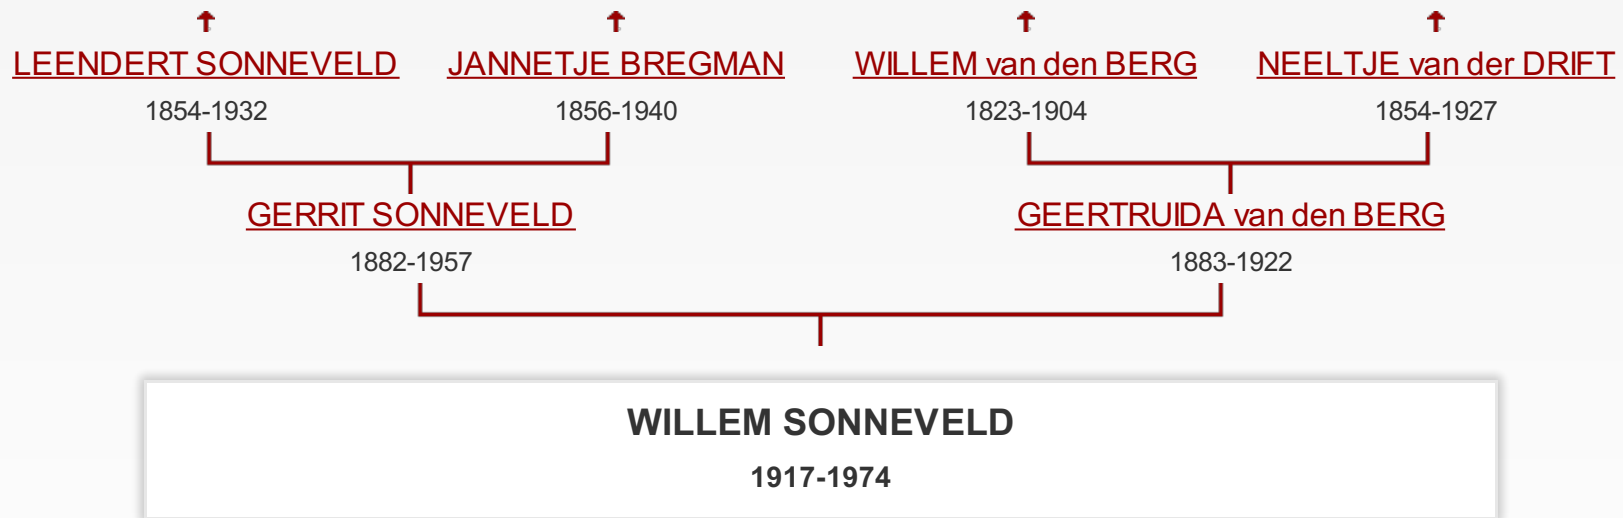 LEENDERT SONNEVELD JANNETJE BREGMAN WILLEM van den BERG NEELTJE van der DRIFT
1854-1932 1856-1940 1823-1904 1854-1927
GERRIT SONNEVELD GEERTRUIDA van den BERG
1882-1957 1883-1922
WILLEM SONNEVELD
1917-1974